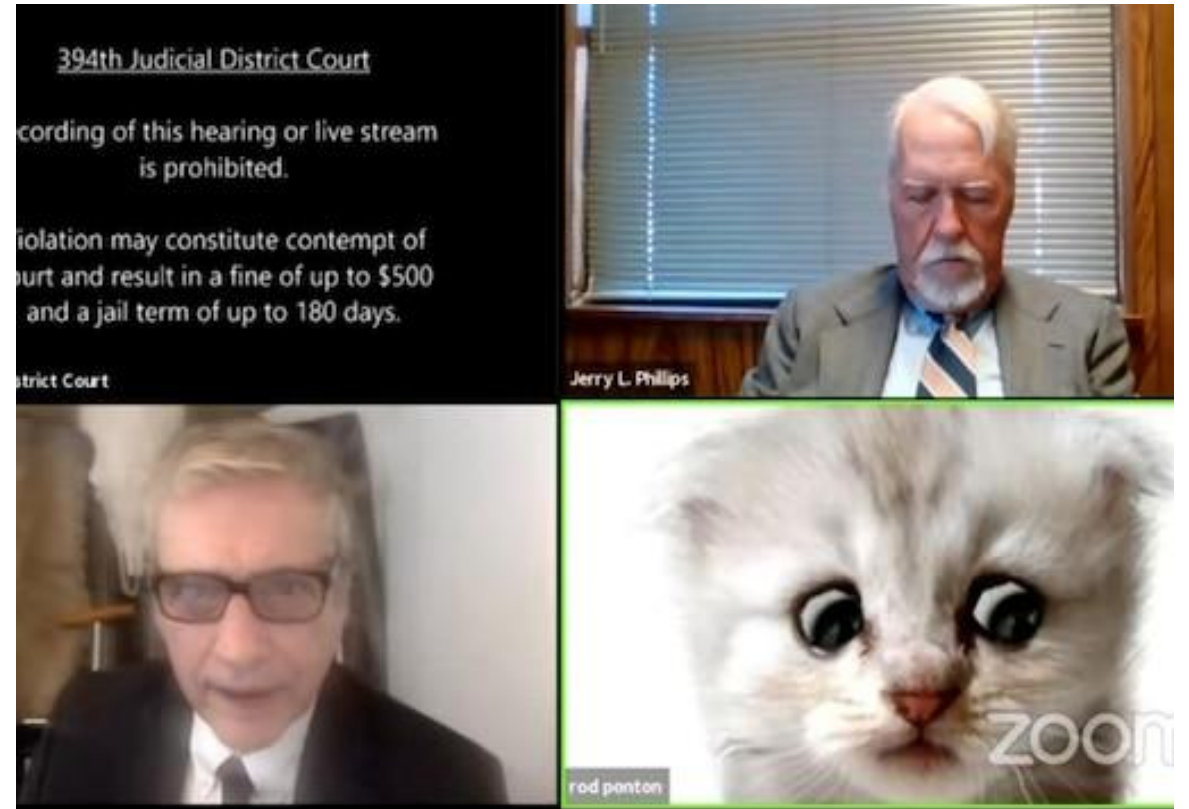 394th Judicial District Court
cording of this hearing or live stream
is prohibited.
iolation may constitute contempt of
urt and result in a fine of up to $500
and a jail term of up to 180 days.
strict Court
Jerry L. Phillips
rod ponton
zoom